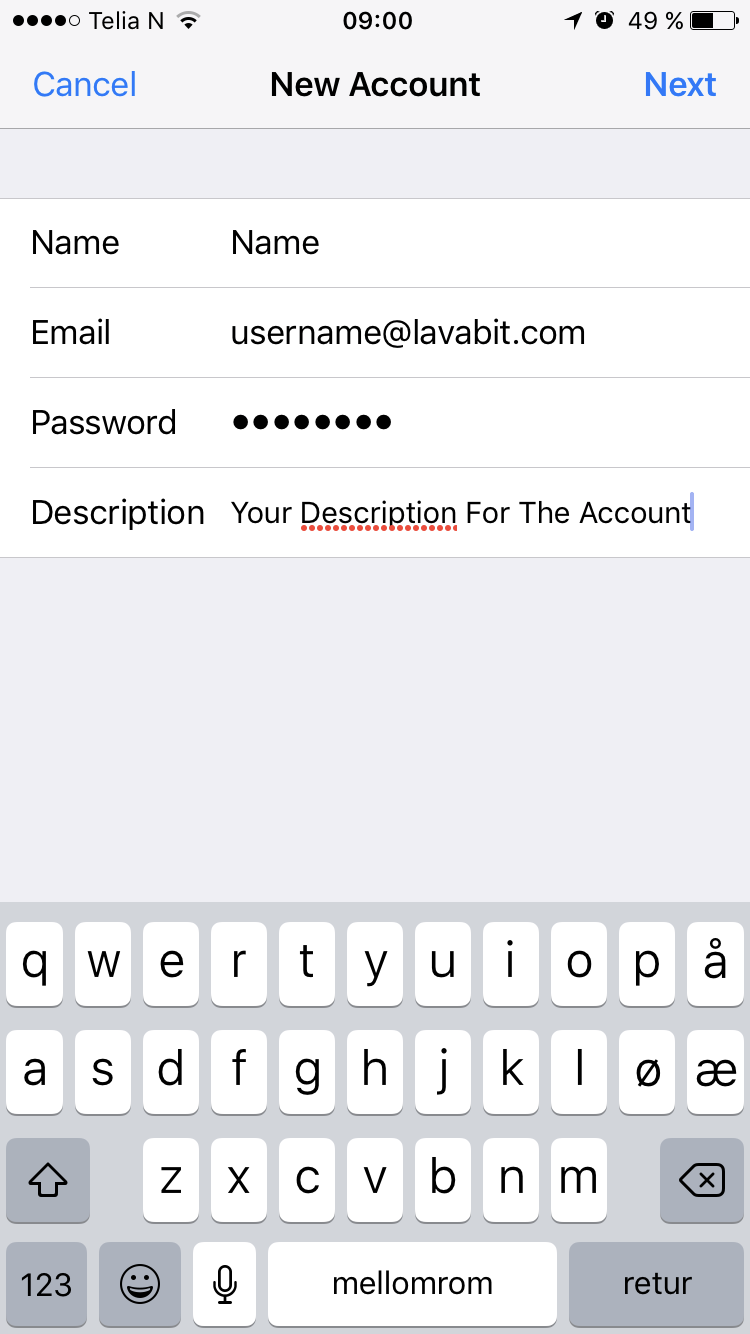 Telia N 09:00 49 %
Cancel New Account Next
Name Name
Email username@lavabit.com
Password ••••••••
Description Your Description For The Account
q w e r t y u i o p å
a s d f g h j k l ø æ
z x c v b n m
123 mellomrom retur